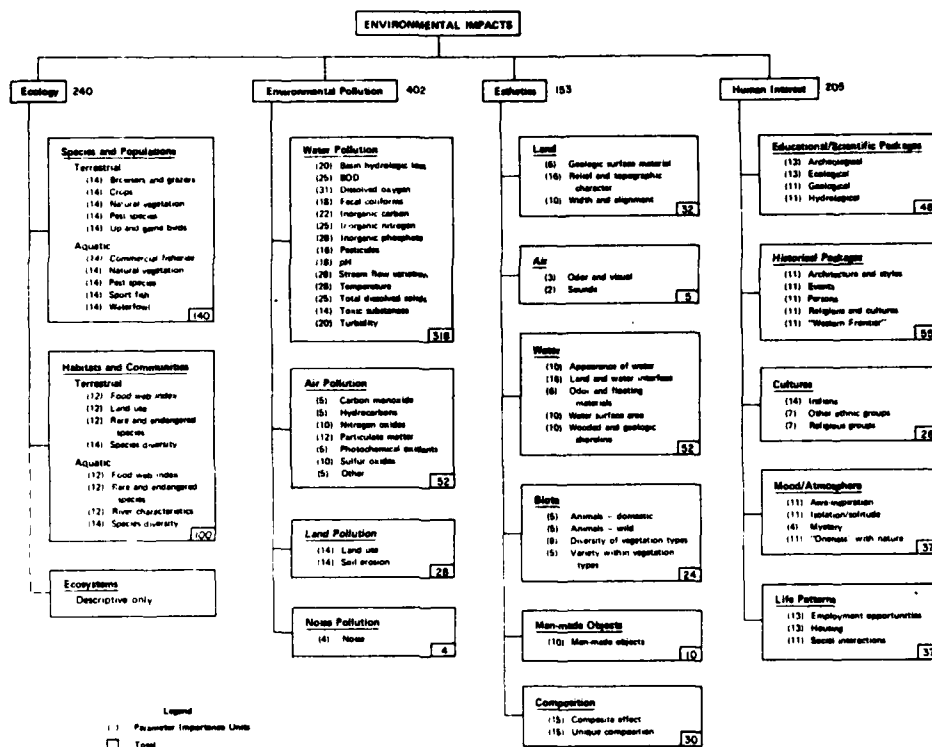 ENVIRONMENTAL IMPACTS
Ecology 240
Species and Populations
Terrestrial
(14) Browsers and grazers
(14) Crops
(14) Natural vegetation
(14) Pest species
(14) Up and game birds
Aquatic
(14) Commercial fisheries
(14) Natural vegetation
(14) Pest species
(14) Sport fish
(14) Waterfowl
140
Habitats and Communities
Terrestrial
(12) Food web index
(12) Land use
(12) Rare and endangered
species
(14) Species diversity
Aquatic
(12) Food web index
(12) Rare and endangered
species
(12) River characteristics
(14) Species diversity
100
Ecosystems
Descriptive only
Environmental Pollution 402
Water Pollution
(20) Basin hydrologic loss
(25) BOD
(31) Dissolved oxygen
(18) Fecal coliforms
(22) Inorganic carbon
(25) Inorganic nitrogen
(28) Inorganic phosphate
(16) Pesticides
(18) pH
(28) Stream flow variation
(28) Temperature
(25) Total dissolved solids
(14) Toxic substances
(20) Turbidity
318
Air Pollution
(5) Carbon monoxide
(5) Hydrocarbons
(10) Nitrogen oxides
(12) Particulate matter
(5) Photochemical oxidants
(10) Sulfur oxides
(5) Other
52
Land Pollution
(14) Land use
(14) Soil erosion
28
Noise Pollution
(4) Noise
4
Esthetics 153
Land
(6) Geologic surface material
(16) Relief and topographic
character
(10) Width and alignment
32
Air
(3) Odor and visual
(2) Sounds
5
Water
(10) Appearance of water
(16) Land and water interface
(6) Odor and floating
materials
(10) Water surface area
(10) Wooded and geologic
shoreline
52
Biota
(5) Animals - domestic
(5) Animals - wild
(9) Diversity of vegetation types
(5) Variety within vegetation
types
24
Man-made Objects
(10) Man-made objects
10
Composition
(15) Composite effect
(15) Unique composition
30
Human Interest 205
Educational/Scientific Packages
(13) Archeological
(13) Ecological
(11) Geological
(11) Hydrological
48
Historical Packages
(11) Architecture and styles
(11) Events
(11) Persons
(11) Religions and cultures
(11) "Western Frontier"
55
Cultures
(14) Indians
(7) Other ethnic groups
(7) Religious groups
28
Mood/Atmosphere
(11) Awe-inspiration
(11) Isolation/solitude
(4) Mystery
(11) "Oneness" with nature
37
Life Patterns
(13) Employment opportunities
(13) Housing
(11) Social interactions
37
Legend
( ) Parameter Importance Units
Total